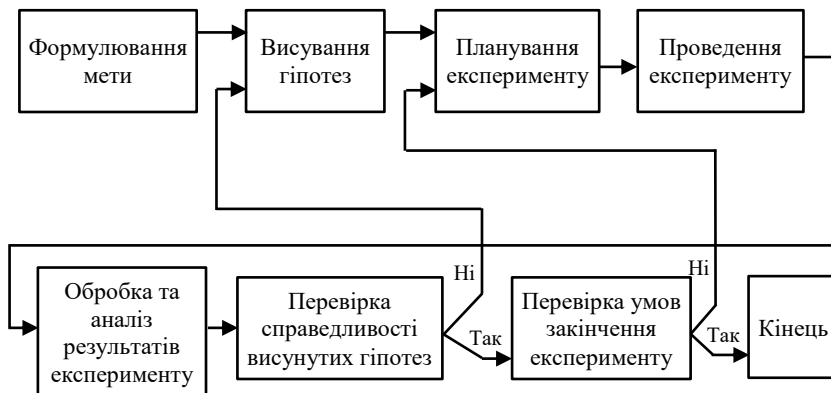 Формулювання
мети
Висування
гіпотез
Планування
експерименту
Проведення
експерименту
Обробка та
аналіз
результатів
експерименту
Перевірка
справедливості
висунутих гіпотез
Ні
Так
Перевірка умов
закінчення
експерименту
Ні
Так
Кінець